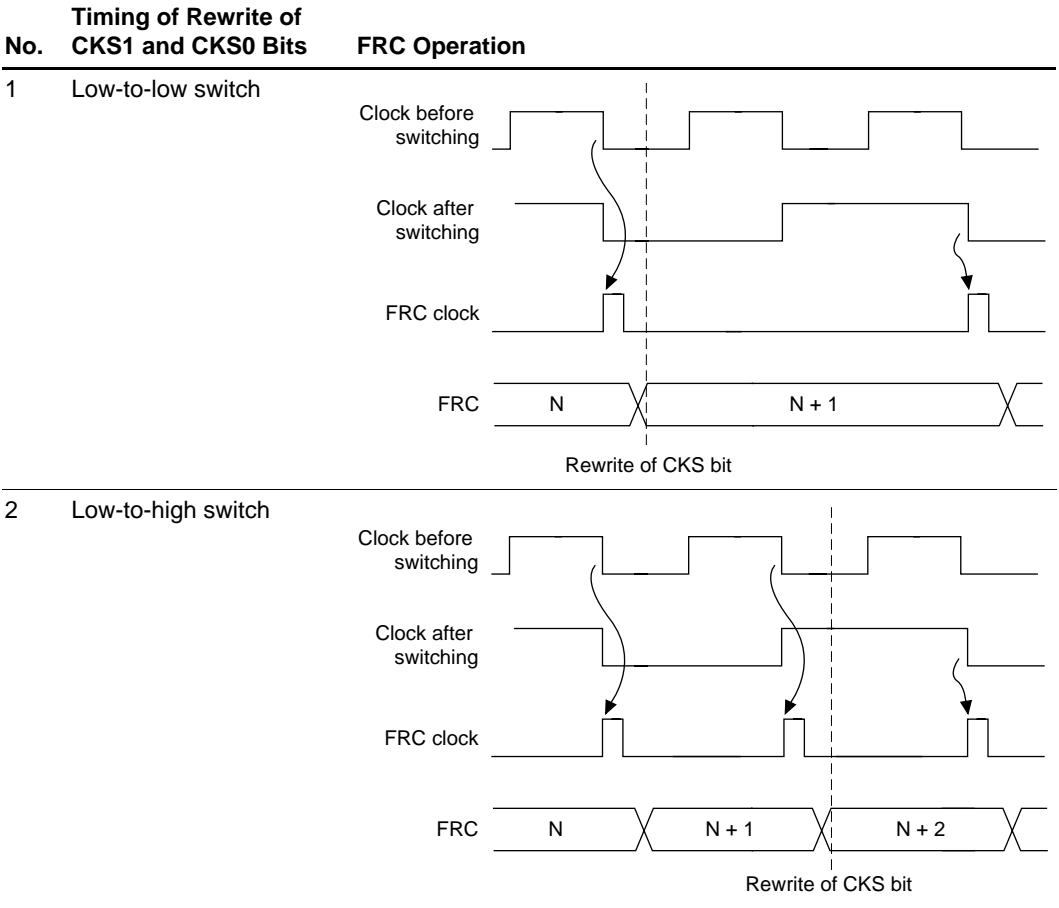 Timing of Rewrite of
No. CKS1 and CKS0 Bits FRC Operation
1 Low-to-low switch
Clock before
switching
Clock after
switching
FRC clock
FRC N N + 1
Rewrite of CKS bit
2 Low-to-high switch
Clock before
switching
Clock after
switching
FRC clock
FRC N N + 1 N + 2
Rewrite of CKS bit